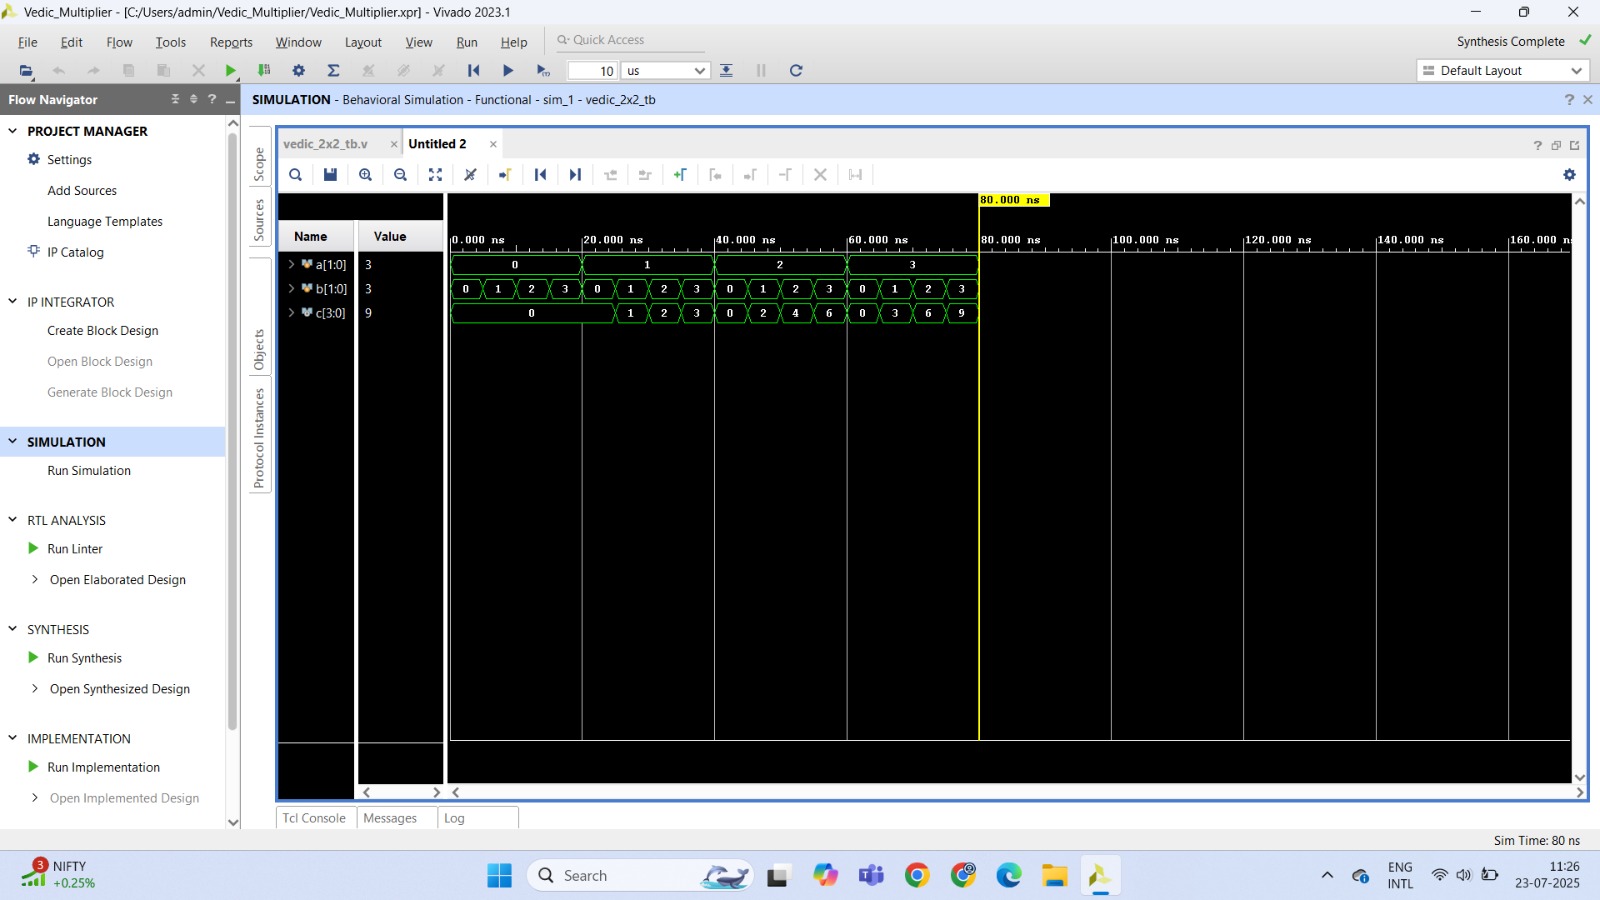 Vedic_Multiplier - [C:/Users/admin/Vedic_Multiplier/Vedic_Multiplier.xpr] - Vivado 2023.1
File Edit Flow Tools Reports Window Layout View Run Help Quick Access Synthesis Complete
10 us Default Layout
Flow Navigator ? SIMULATION - Behavioral Simulation - Functional - sim_1 - vedic_2x2_tb ?
PROJECT MANAGER
Settings
Add Sources
Language Templates
IP Catalog
IP INTEGRATOR
Create Block Design
Open Block Design
Generate Block Design
SIMULATION
Run Simulation
RTL ANALYSIS
Run Linter
Open Elaborated Design
SYNTHESIS
Run Synthesis
Open Synthesized Design
IMPLEMENTATION
Run Implementation
Open Implemented Design
Scope
Sources
Objects
Protocol Instances
vedic_2x2_tb.v Untitled 2 ?
80.000 ns
Name Value 0.000 ns 20.000 ns 40.000 ns 60.000 ns 80.000 ns 100.000 ns 120.000 ns 140.000 ns 160.000 n
a[1:0] 3 0 1 2 3
b[1:0] 3 0 1 2 3 0 1 2 3 0 1 2 3 0 1 2 3
c[3:0] 9 0 1 2 3 0 2 4 6 0 3 6 9
Tcl Console Messages Log
Sim Time: 80 ns
3 NIFTY
+0.25%
Search
ENG
INTL
11:26
23-07-2025